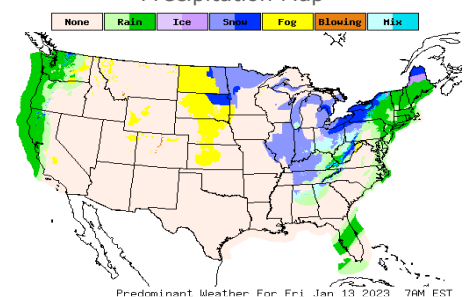 Precipitation Map
None Rain Ice Snow Fog Blowing Mix
Predominant Weather For Fri Jan 13 2023 7AM EST